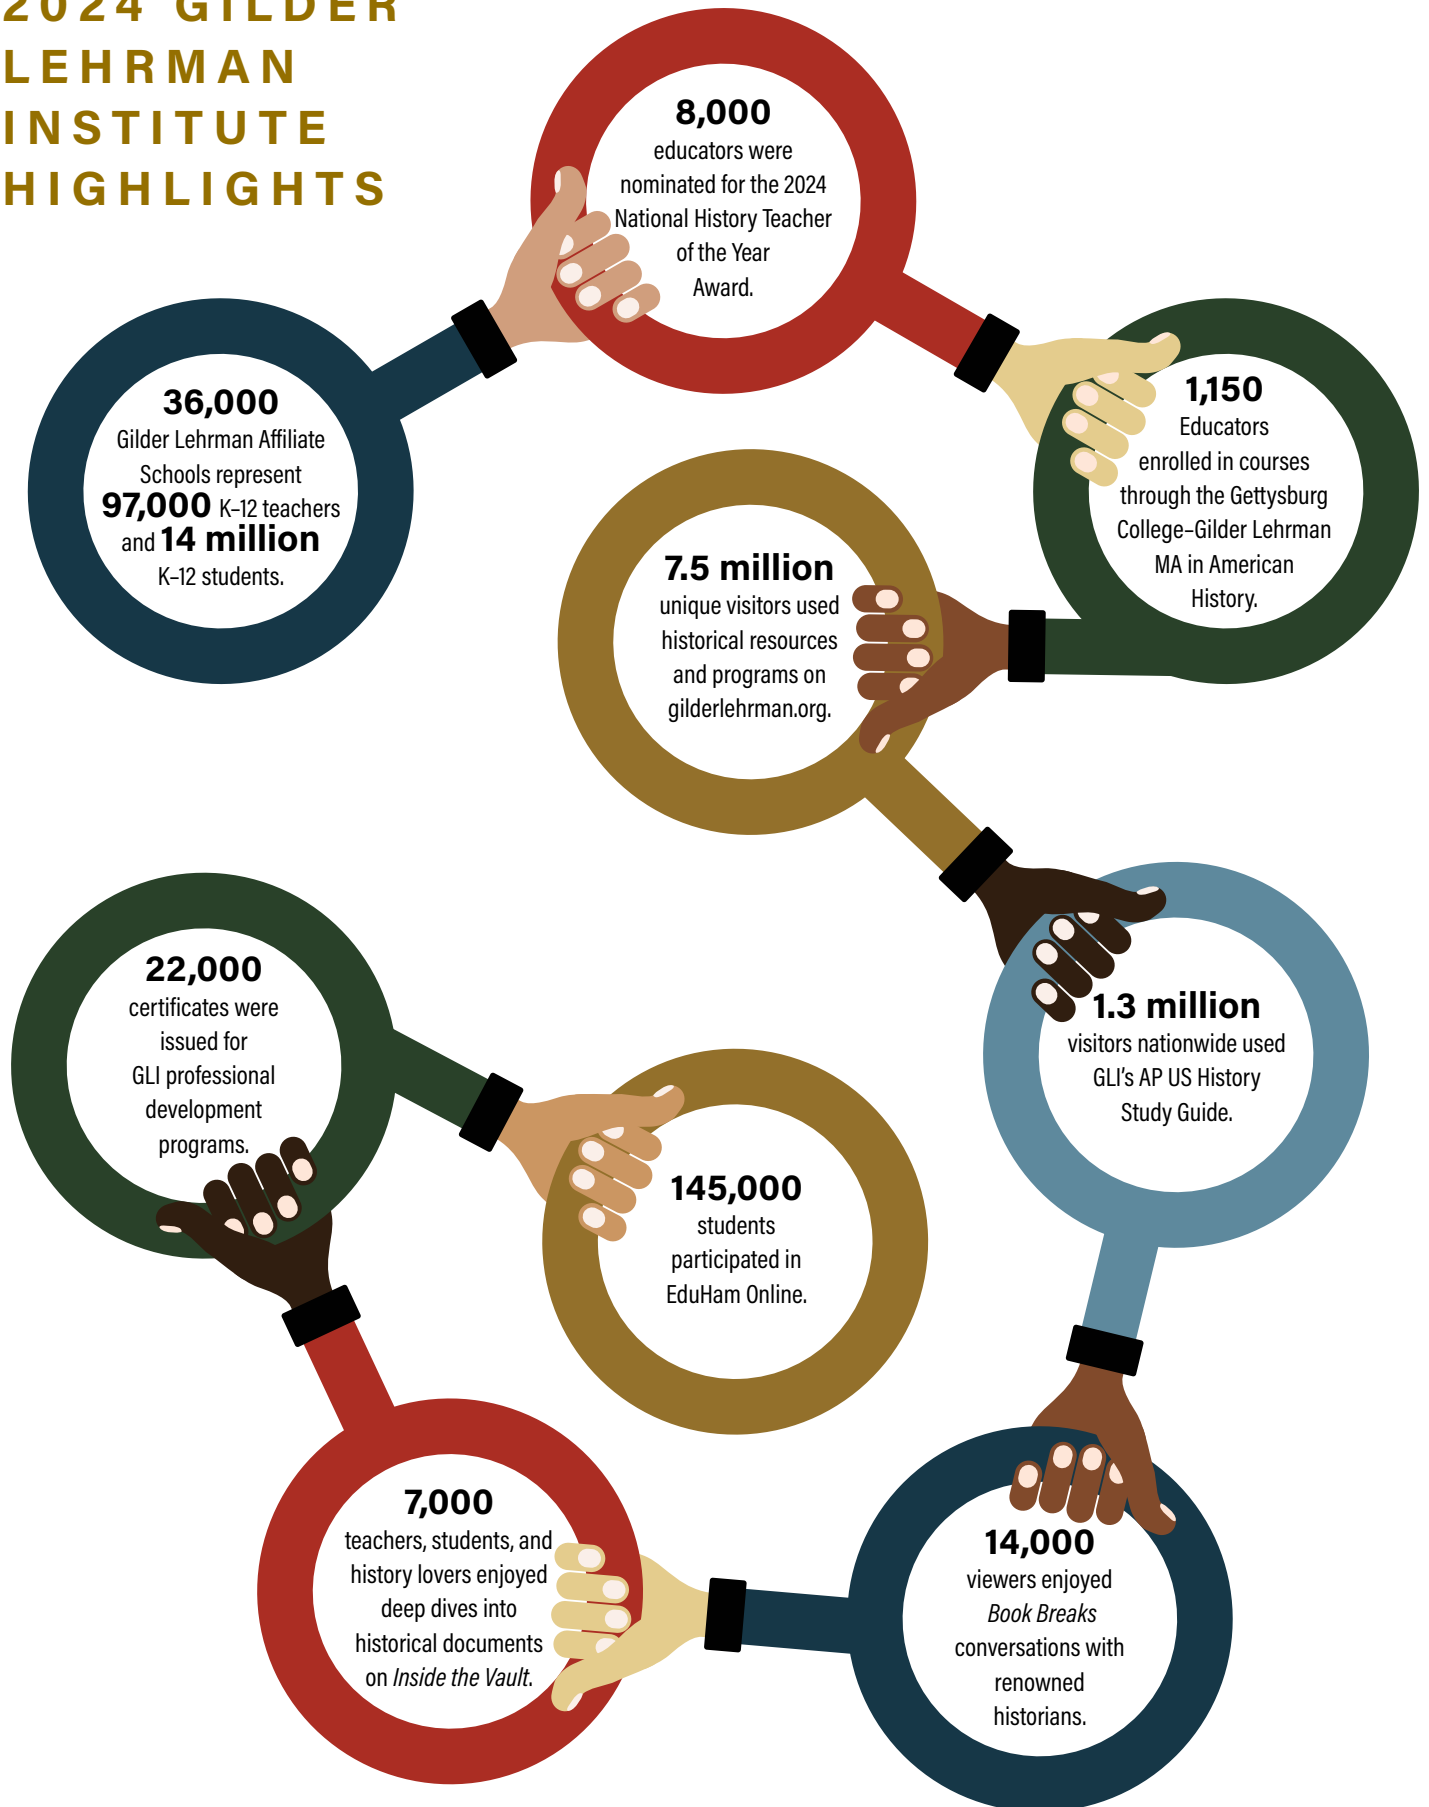 2024 GILDER
LEHRMAN
INSTITUTE
HIGHLIGHTS
36,000
Gilder Lehrman Affiliate
Schools represent
97,000 K–12 teachers
and 14 million
K–12 students.
8,000
educators were
nominated for the 2024
National History Teacher
of the Year
Award.
1,150
Educators
enrolled in courses
through the Gettysburg
College–Gilder Lehrman
MA in American
History.
7.5 million
unique visitors used
historical resources
and programs on
gilderlehrman.org.
1.3 million
visitors nationwide used
GLI’s AP US History
Study Guide.
14,000
viewers enjoyed
Book Breaks
conversations with
renowned
historians.
7,000
teachers, students, and
history lovers enjoyed
deep dives into
historical documents
on Inside the Vault.
22,000
certificates were
issued for
GLI professional
development
programs.
145,000
students
participated in
EduHam Online.